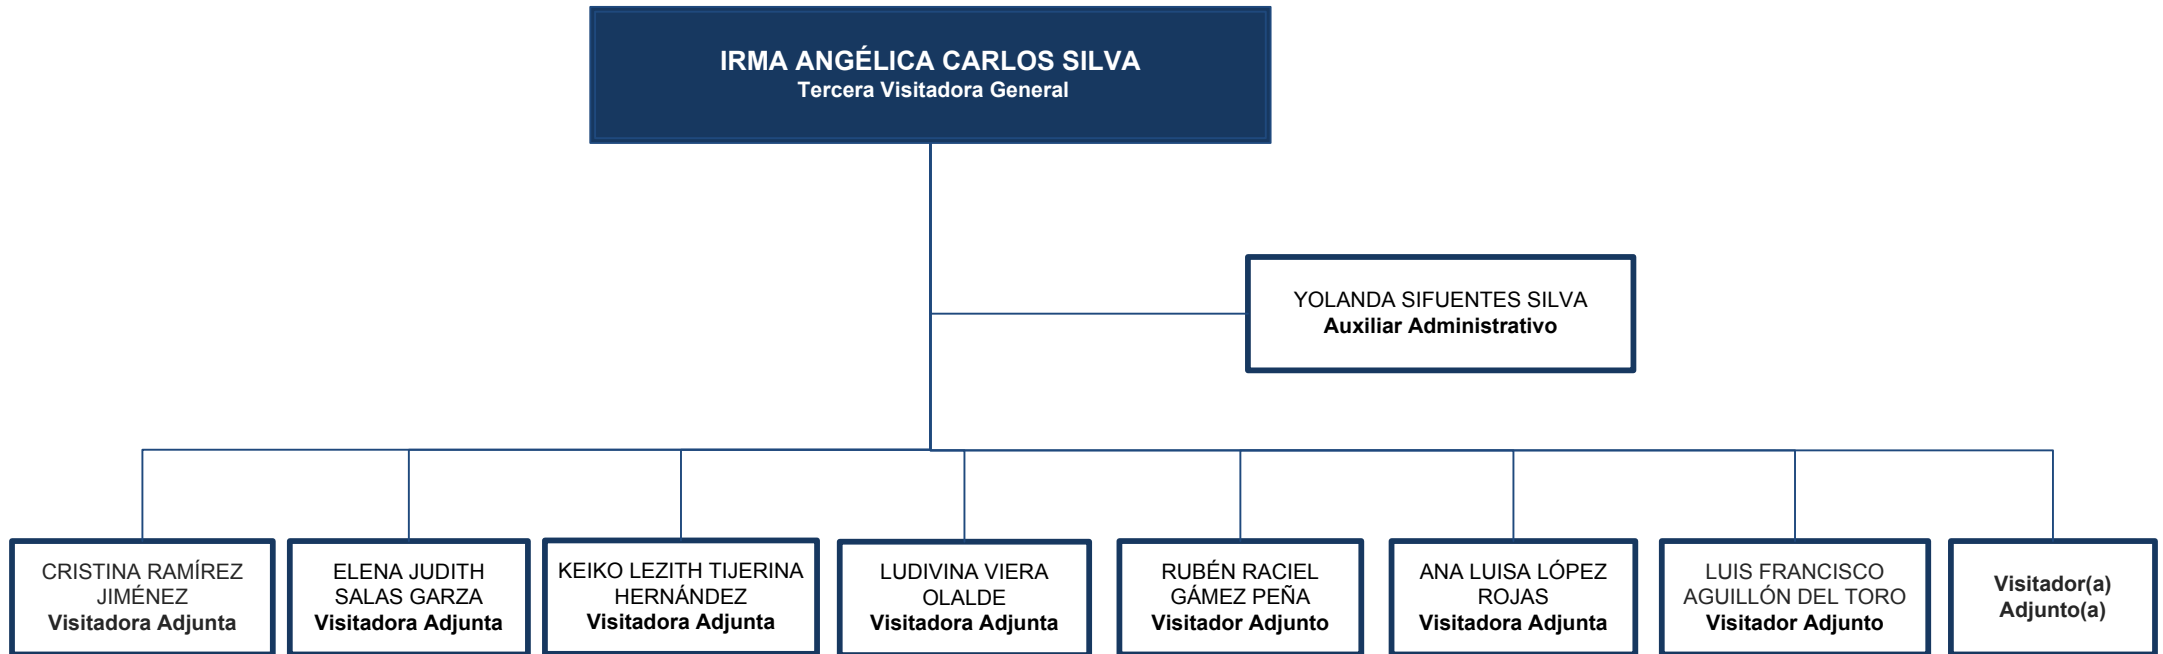 IRMA ANGÉLICA CARLOS SILVA
Tercera Visitadora General
YOLANDA SIFUENTES SILVA
Auxiliar Administrativo
CRISTINA RAMÍREZ
JIMÉNEZ
Visitadora Adjunta
ELENA JUDITH
SALAS GARZA
Visitadora Adjunta
KEIKO LEZITH TIJERINA
HERNÁNDEZ
Visitadora Adjunta
LUDIVINA VIERA
OLALDE
Visitadora Adjunta
RUBÉN RACIEL
GÁMEZ PEÑA
Visitador Adjunto
ANA LUISA LÓPEZ
ROJAS
Visitadora Adjunta
LUIS FRANCISCO
AGUILLÓN DEL TORO
Visitador Adjunto
Visitador(a)
Adjunto(a)